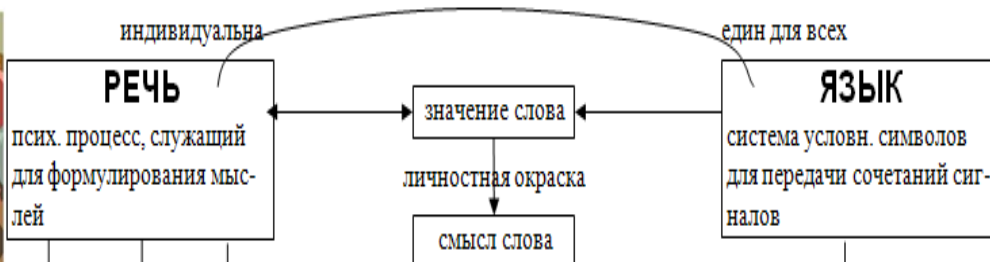 индивидуальна
един для всех
РЕЧЬ
псих. процесс, служащий
для формулирования мыс-
лей
значение слова
личностная окраска
смысл слова
ЯЗЫК
система условн. символов
для передачи сочетаний сиг-
налов